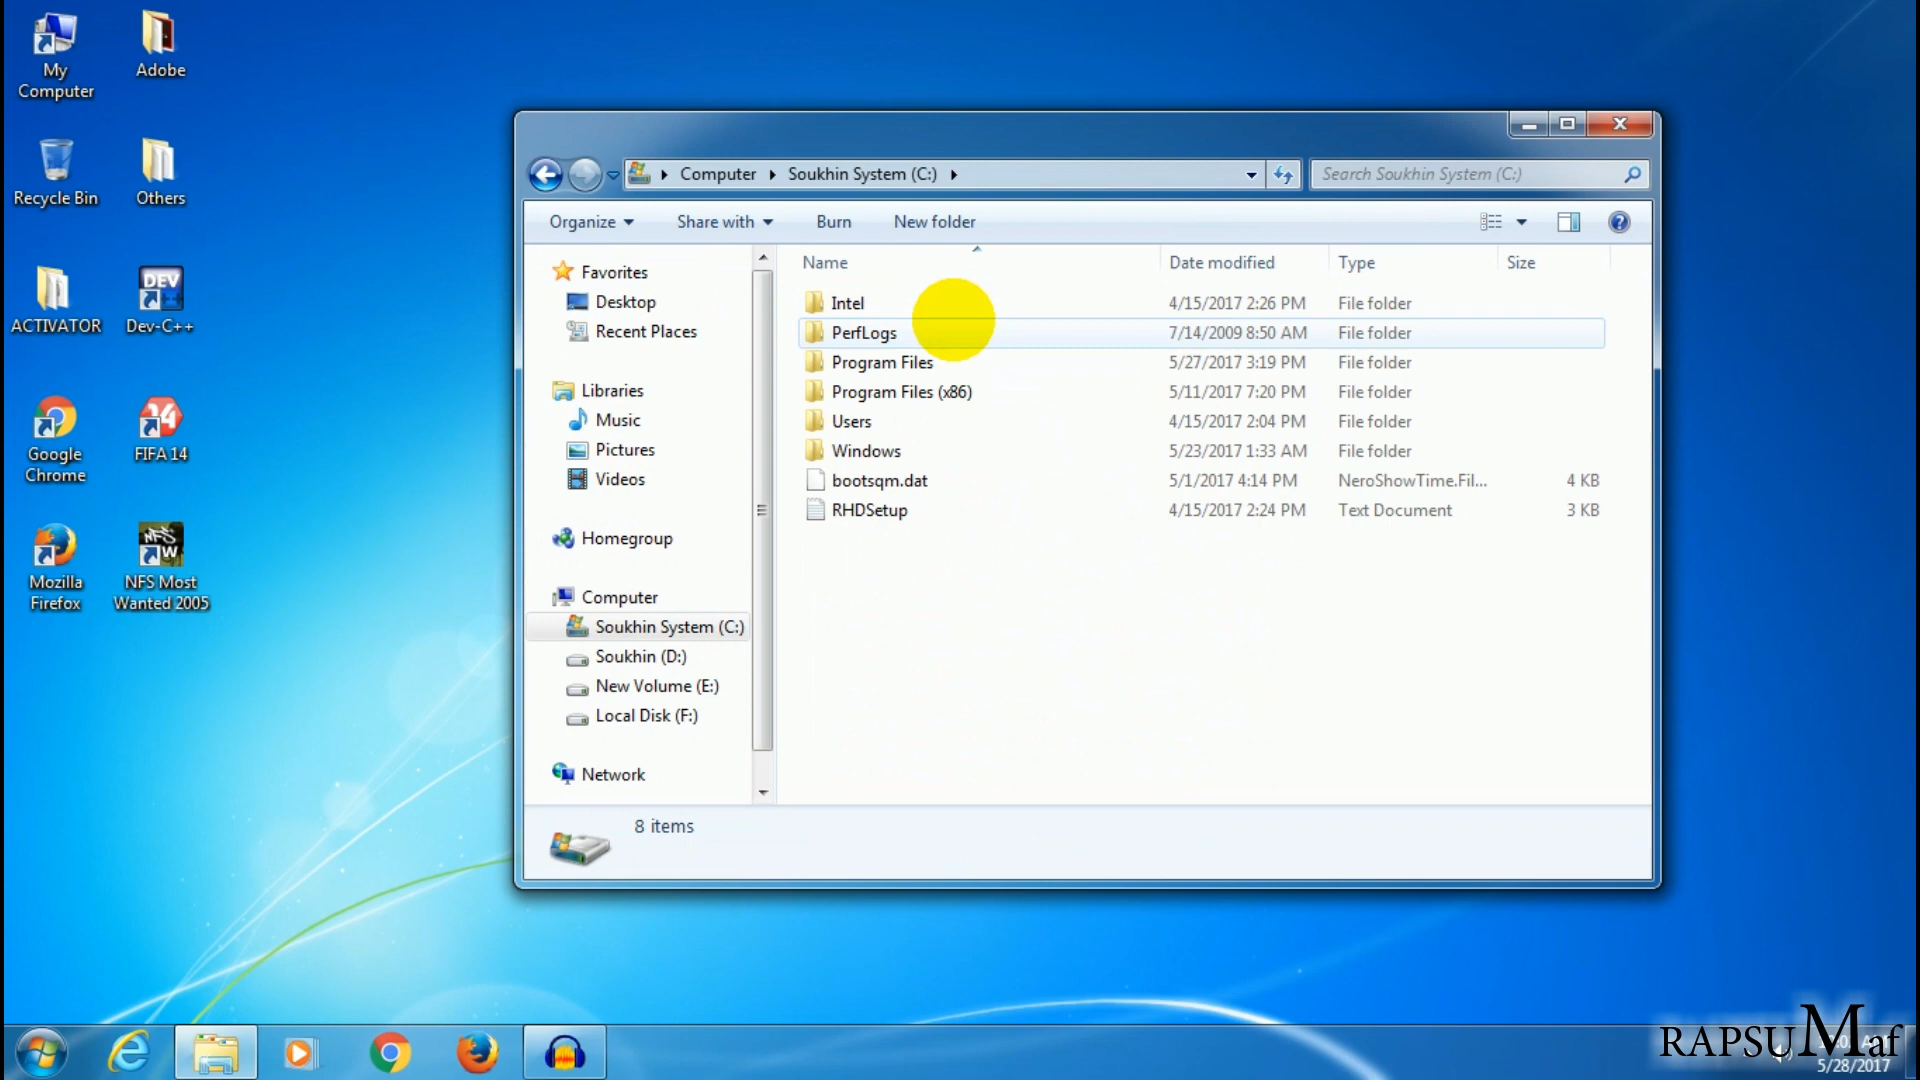 My
Computer
Adobe
Recycle Bin
Others
ACTIVATOR
DEV
Dev-C++
Google
Chrome
14
FIFA 14
Mozilla
Firefox
NFS
W
NFS Most
Wanted 2005
Computer
Soukhin System (C:)
Search Soukhin System (C:)
Organize
Share with
Burn
New folder
Favorites
Desktop
Recent Places
Libraries
Music
Pictures
Videos
Homegroup
Computer
Soukhin System (C:)
Soukhin (D:)
New Volume (E:)
Local Disk (F:)
Network
Name Date modified Type Size
Intel 4/15/2017 2:26 PM File folder
PerfLogs 7/14/2009 8:50 AM File folder
Program Files 5/27/2017 3:19 PM File folder
Program Files (x86) 5/11/2017 7:20 PM File folder
Users 4/15/2017 2:04 PM File folder
Windows 5/23/2017 1:33 AM File folder
bootsqm.dat 5/1/2017 4:14 PM NeroShowTime.Fil... 4 KB
RHDSetup 4/15/2017 2:24 PM Text Document 3 KB
8 items
RAPSUMaf
5/28/2017